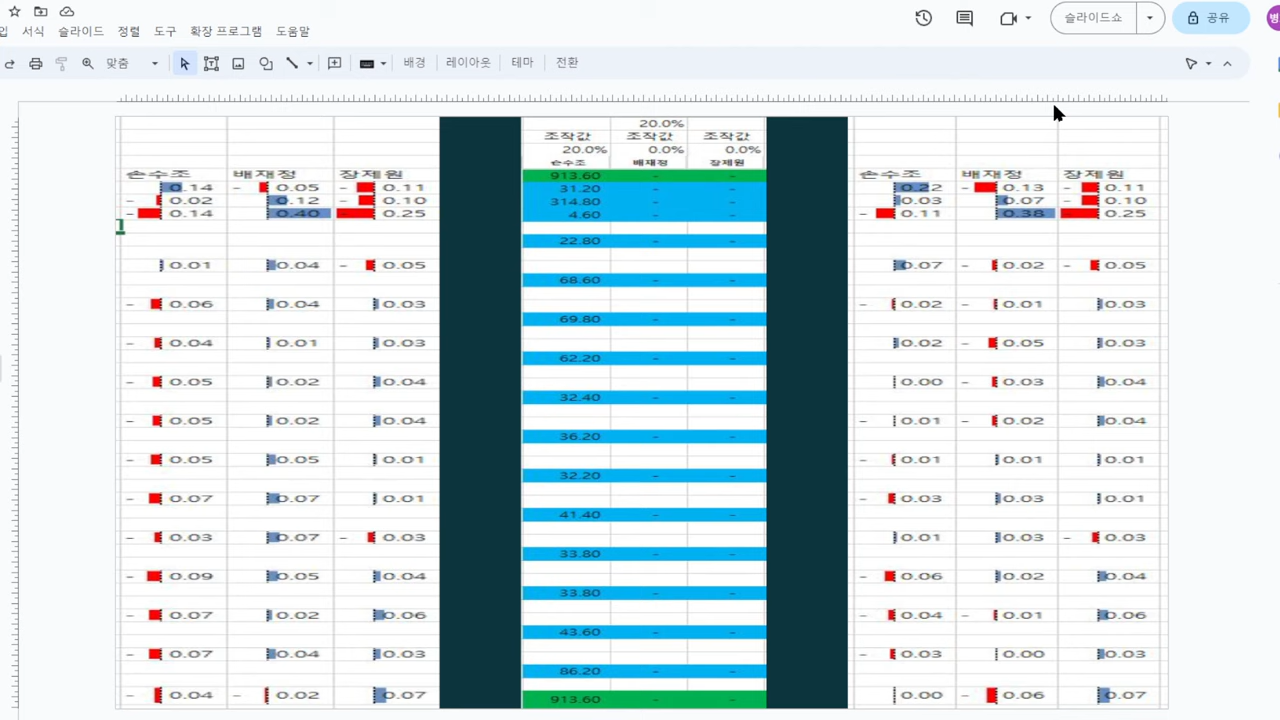 입 서식 슬라이드 정렬 도구 확장 프로그램 도움말
슬라이드쇼 공유 병
맞춤 배경 레이아웃 테마 전환
20.0%
조작값 조작값 조작값
20.0% 0.0% 0.0%
손수조 배재정 장제원
손수조 배재정 장제원 913.60 - - 손수조 배재정 장제원
0.14 - 0.05 - 0.11 31.20 - - 0.22 - 0.13 - 0.11
- 0.02 0.12 - 0.10 314.80 - - - 0.03 0.07 - 0.10
- 0.14 0.40 - 0.25 4.60 - - - 0.11 0.38 - 0.25
1
22.80 - -
0.01 0.04 - 0.05 0.07 - 0.02 - 0.05
68.60 - -
- 0.06 0.04 0.03 - 0.02 - 0.01 0.03
69.80 - -
- 0.04 0.01 0.03 0.02 - 0.05 0.03
62.20 - -
- 0.05 0.02 0.04 0.00 - 0.03 0.04
32.40 - -
- 0.05 0.02 0.04 - 0.01 - 0.02 0.04
36.20 - -
- 0.05 0.05 0.01 - 0.01 0.01 0.01
32.20 - -
- 0.07 0.07 0.01 - 0.03 0.03 0.01
41.40 - -
- 0.03 0.07 - 0.03 0.01 0.03 - 0.03
33.80 - -
- 0.09 0.05 0.04 - 0.06 0.02 0.04
33.80 - -
- 0.07 0.02 0.06 - 0.04 - 0.01 0.06
43.60 - -
- 0.07 0.04 0.03 - 0.03 0.00 0.03
86.20 - -
- 0.04 - 0.02 0.07 913.60 - - 0.00 - 0.06 0.07